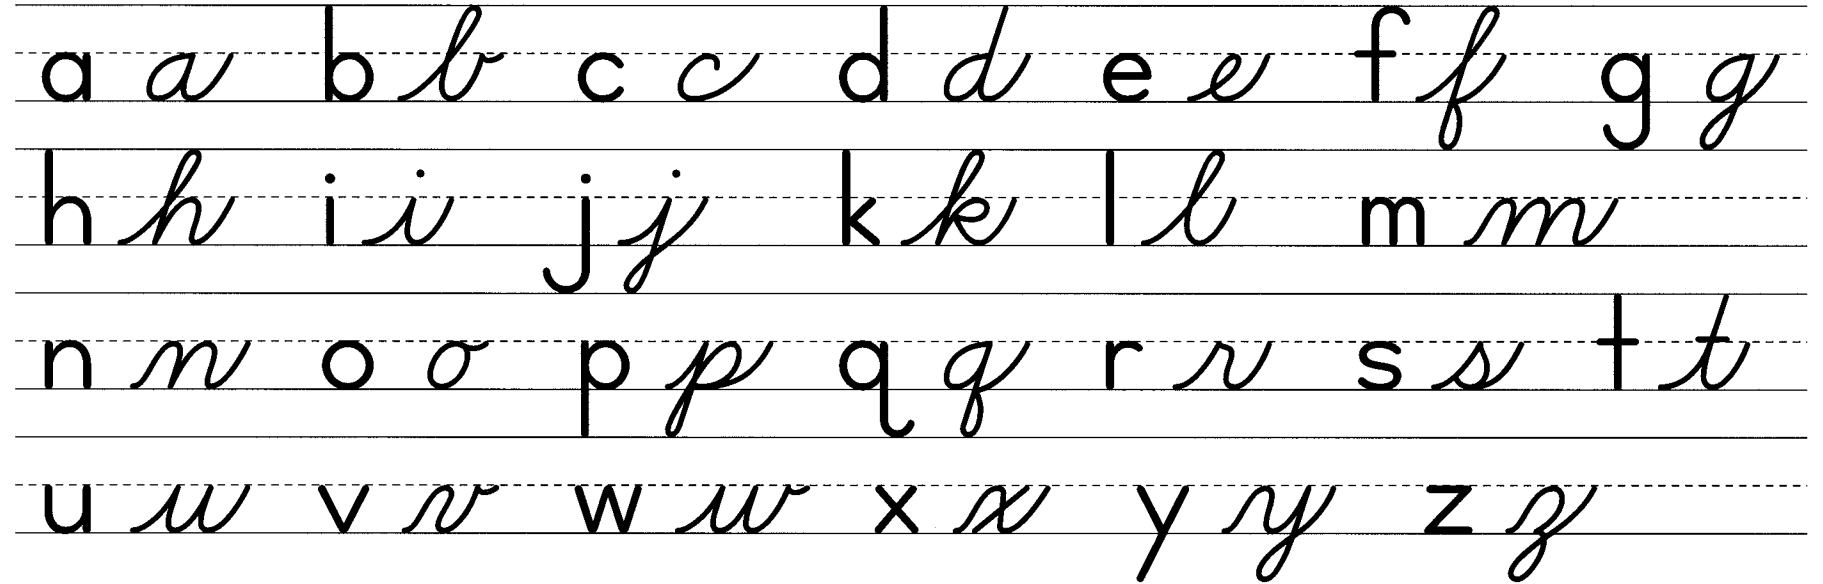 a a b b c c d d e e f f g g
h h i i j j k k l l m m
n n o o p p q q r r s s t t
u u v v w w x x y y z z